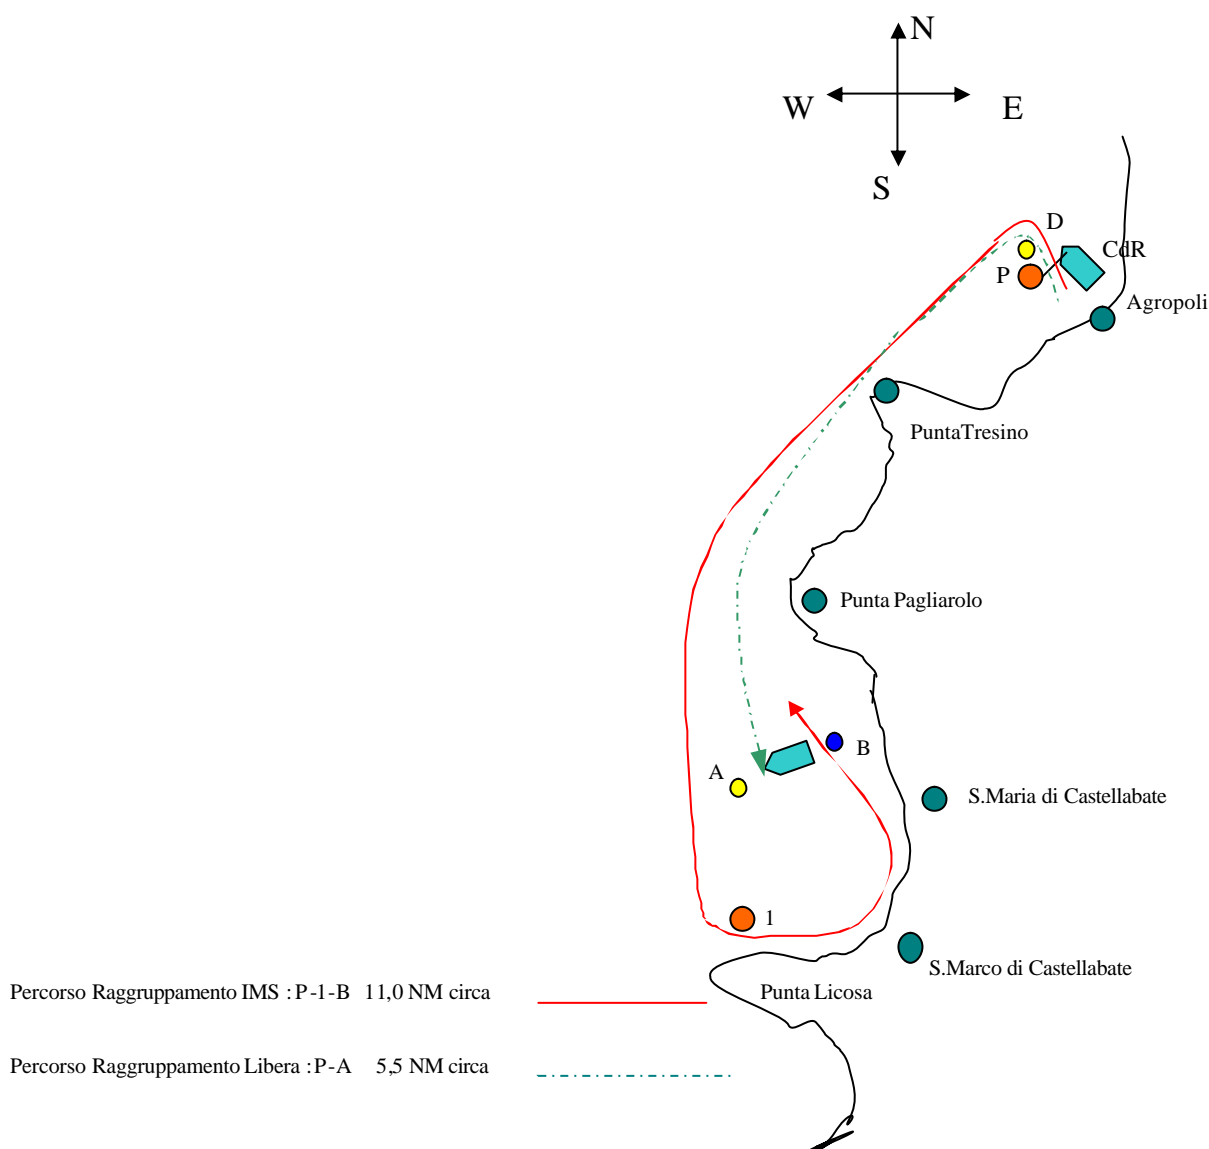 N
W
E
S
D
CdR
P
Agropoli
PuntaTresino
Punta Pagliarolo
B
A
S.Maria di Castellabate
1
S.Marco di Castellabate
Percorso Raggruppamento IMS : P-1-B 11,0 NM circa
Punta Licosa
Percorso Raggruppamento Libera : P-A 5,5 NM circa